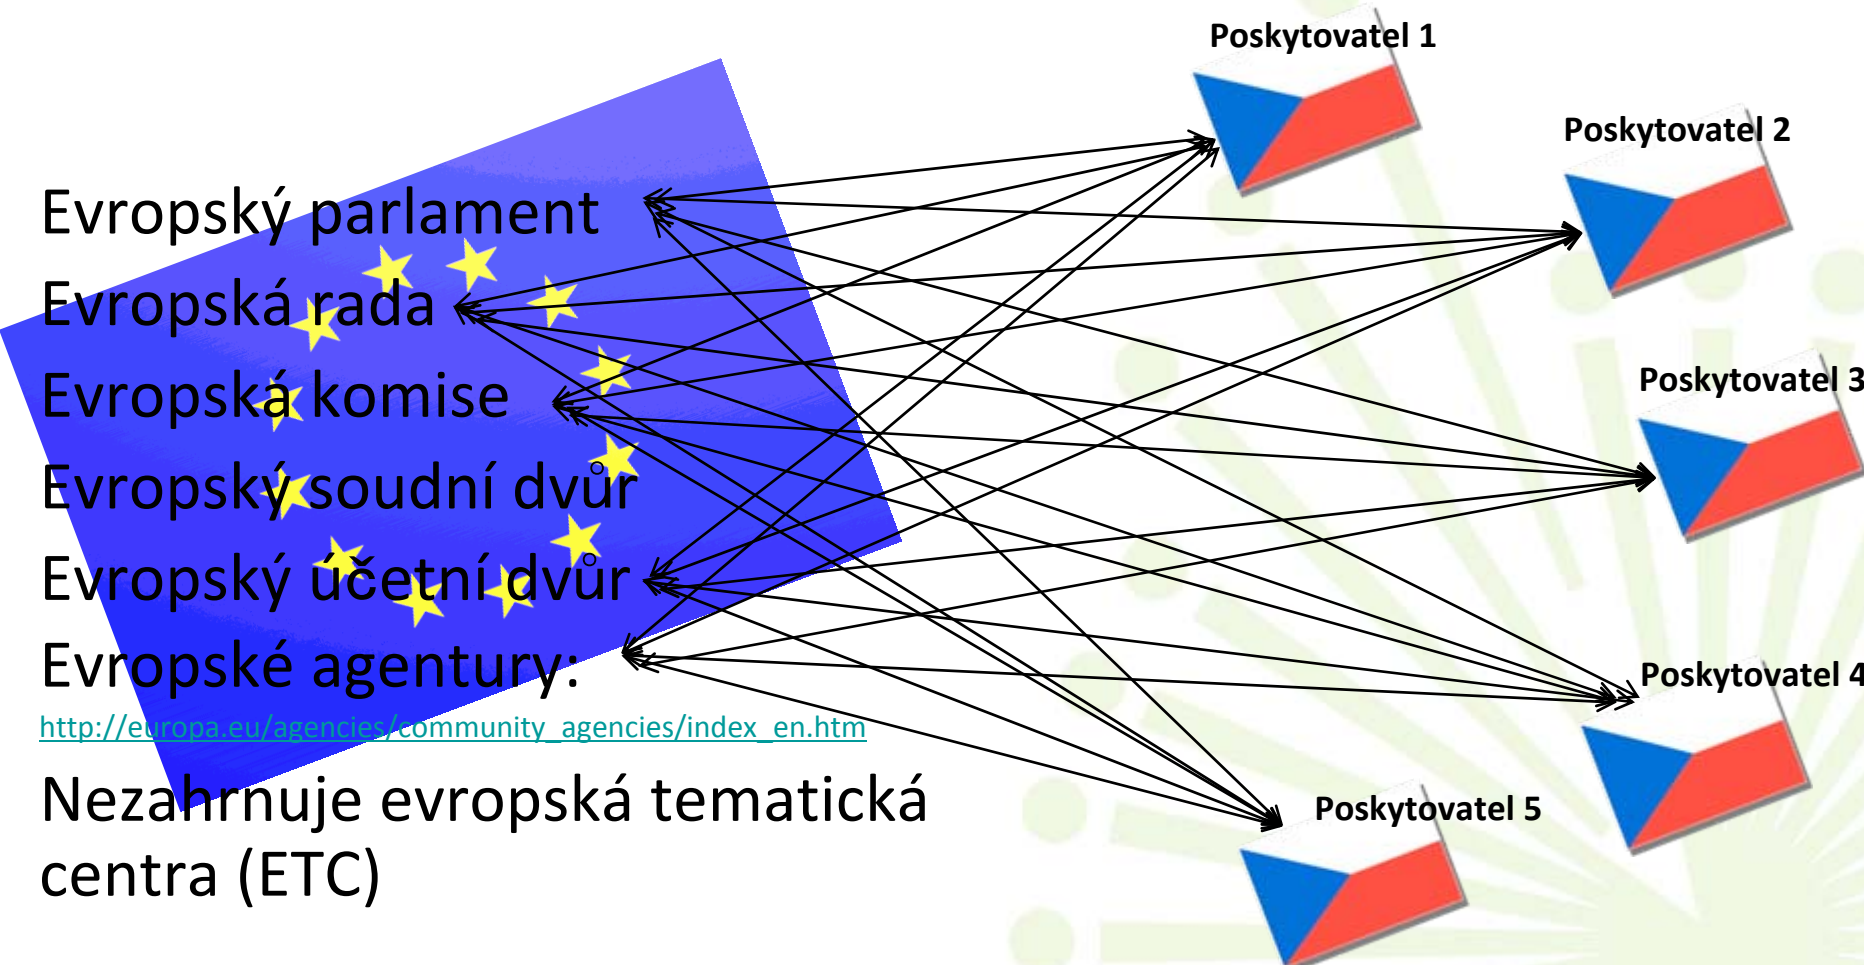 Poskytovatel 1
Poskytovatel 2
Evropský parlament
Evropská rada
Evropská komise
Poskytovatel 3
Evropský soudní dvůr
Evropský účetní dvůr
Evropské agentury:
Poskytovatel 4
http://europa.eu/agencies/community_agencies/index_en.htm
Nezahrnuje evropská tematická
centra (ETC)
Poskytovatel 5